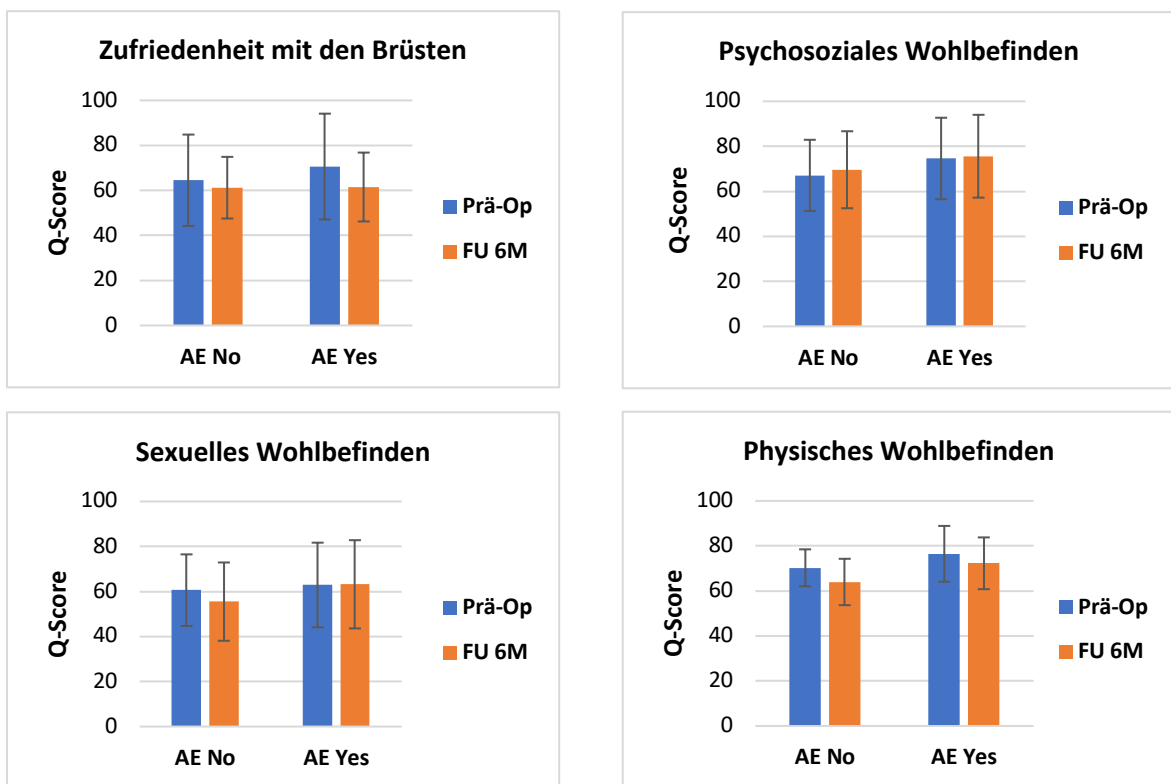 Zufriedenheit mit den Brüsten
100
80
60
40
20
0
Q-Score
AE No AE Yes
Prä-Op
FU 6M
Psychosoziales Wohlbefinden
100
80
60
40
20
0
Q-Score
AE No AE Yes
Prä-Op
FU 6M
Sexuelles Wohlbefinden
100
80
60
40
20
0
Q-Score
AE No AE Yes
Prä-Op
FU 6M
Physisches Wohlbefinden
100
80
60
40
20
0
Q-Score
AE No AE Yes
Prä-Op
FU 6M